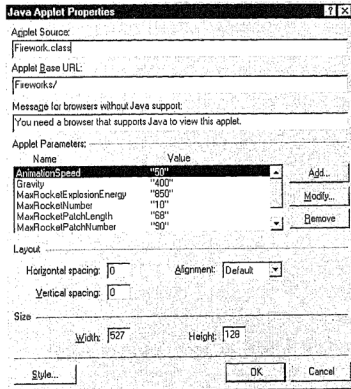 Java Applet Properties
Applet Source:
Firework.class
Applet Base URL:
Fireworks/
Message for browsers without Java support:
You need a browser that supports Java to view this applet.
Applet Parameters:
Name Value
AnimationSpeed "50"
Gravity "400"
MaxRocketExplosionEnergy "850"
MaxRocketNumber "10"
MaxRocketPatchLength "68"
MaxRocketPatchNumber "90"
Add...
Modify...
Remove
Layout
Horizontal spacing: 0 Alignment: Default
Vertical spacing: 0
Size
Width: 527 Height: 128
Style... OK Cancel